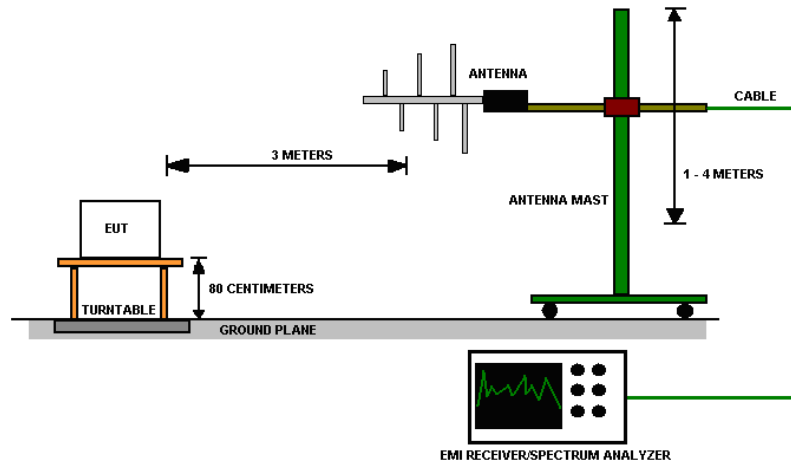 ANTENNA
CABLE
3 METERS
1 - 4 METERS
ANTENNA MAST
EUT
80 CENTIMETERS
TURNTABLE
GROUND PLANE
EMI RECEIVER/SPECTRUM ANALYZER